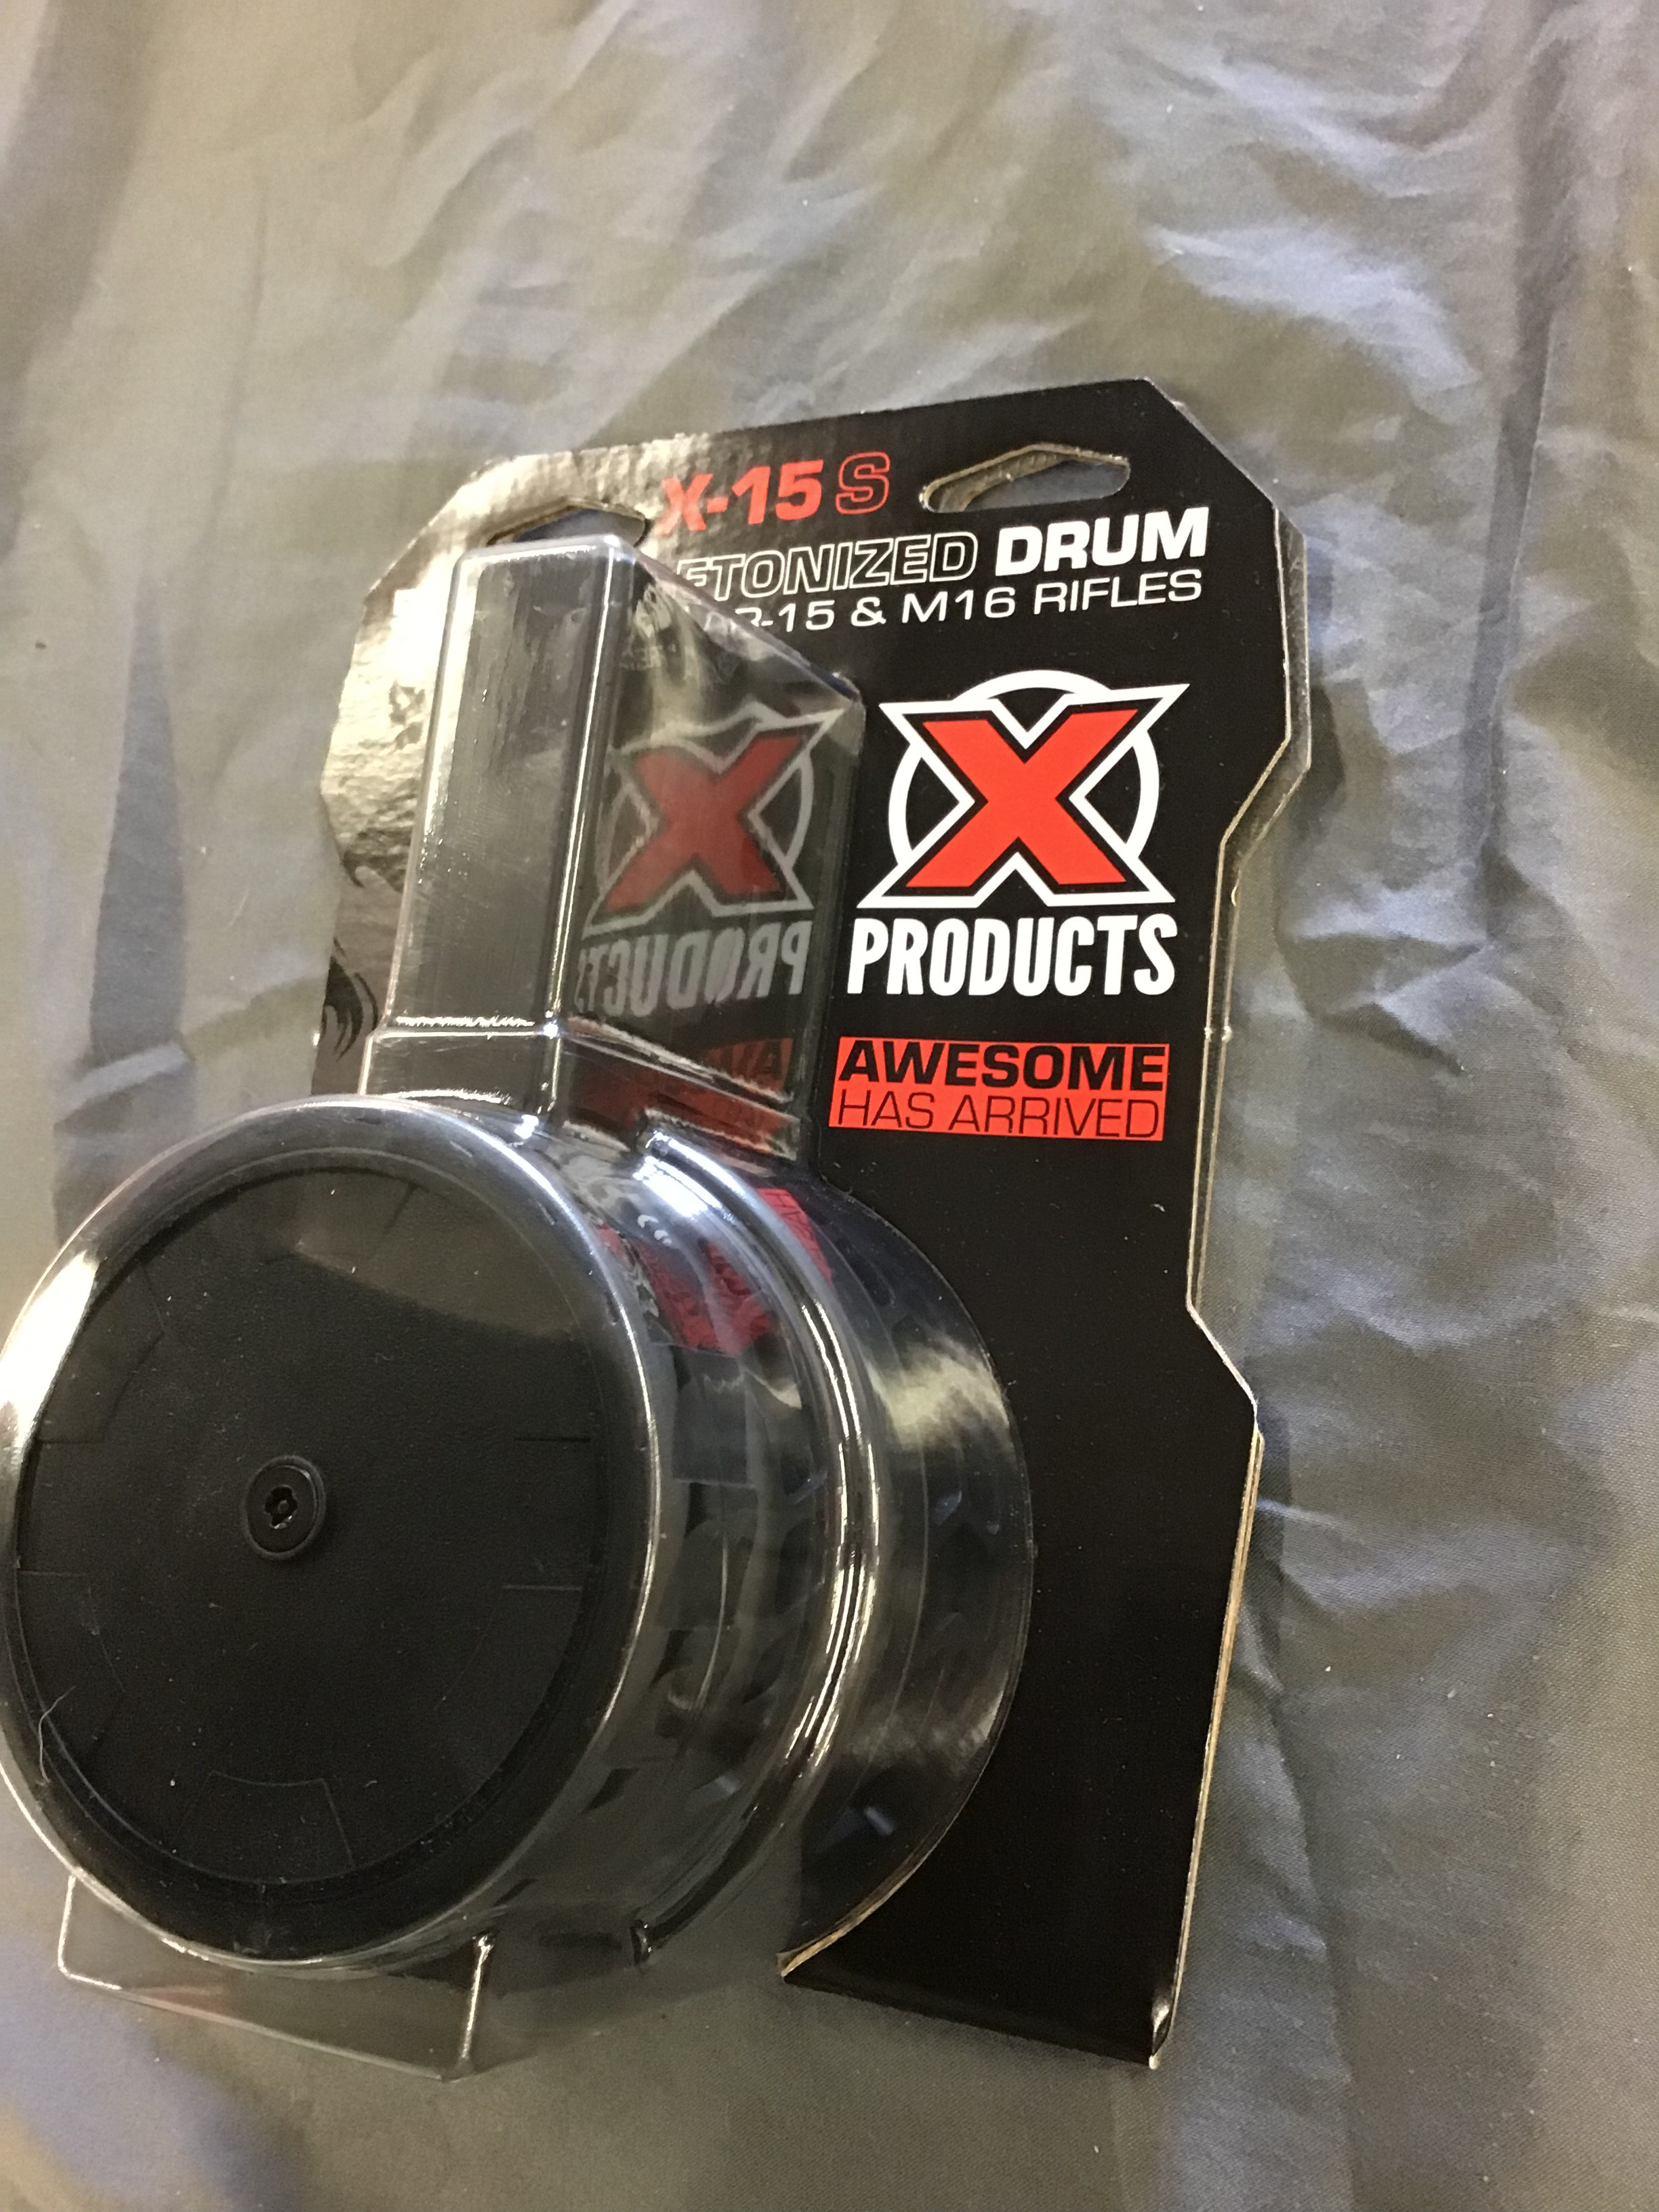 X-15 S
DRUM
& M16 RIFLES
X
PRODUCTS
AWESOME
HAS ARRIVED